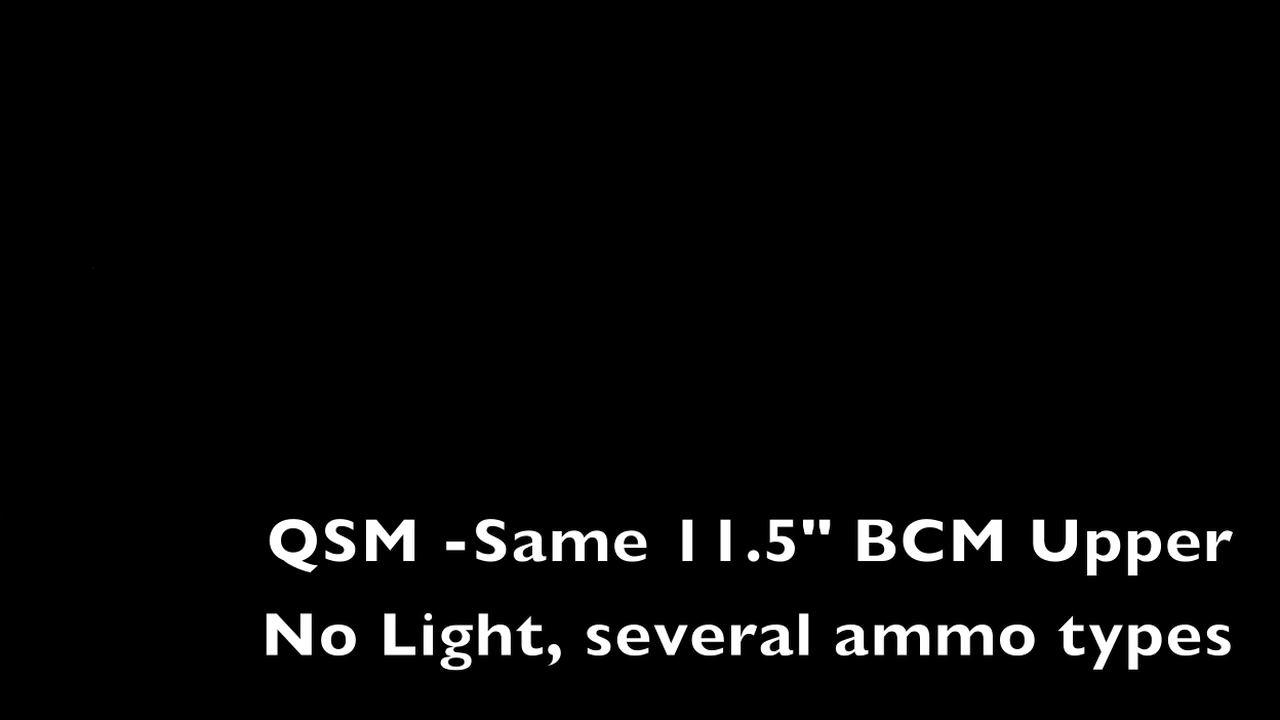 QSM -Same 11.5" BCM Upper
No Light, several ammo types